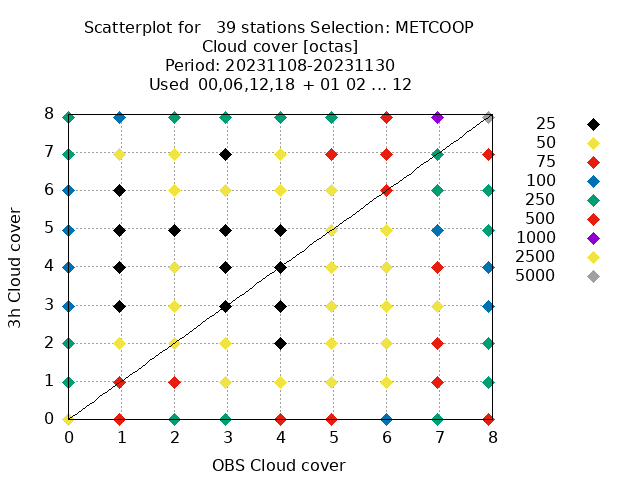 Scatterplot for   39 stations Selection: METCOOP
Cloud cover [octas]
Period: 20231108-20231130
Used  00,06,12,18 + 01 02 ... 12
8
7
6
5
4
3
2
1
0
3h Cloud cover
0 1 2 3 4 5 6 7 8
OBS Cloud cover
25
50
75
100
250
500
1000
2500
5000